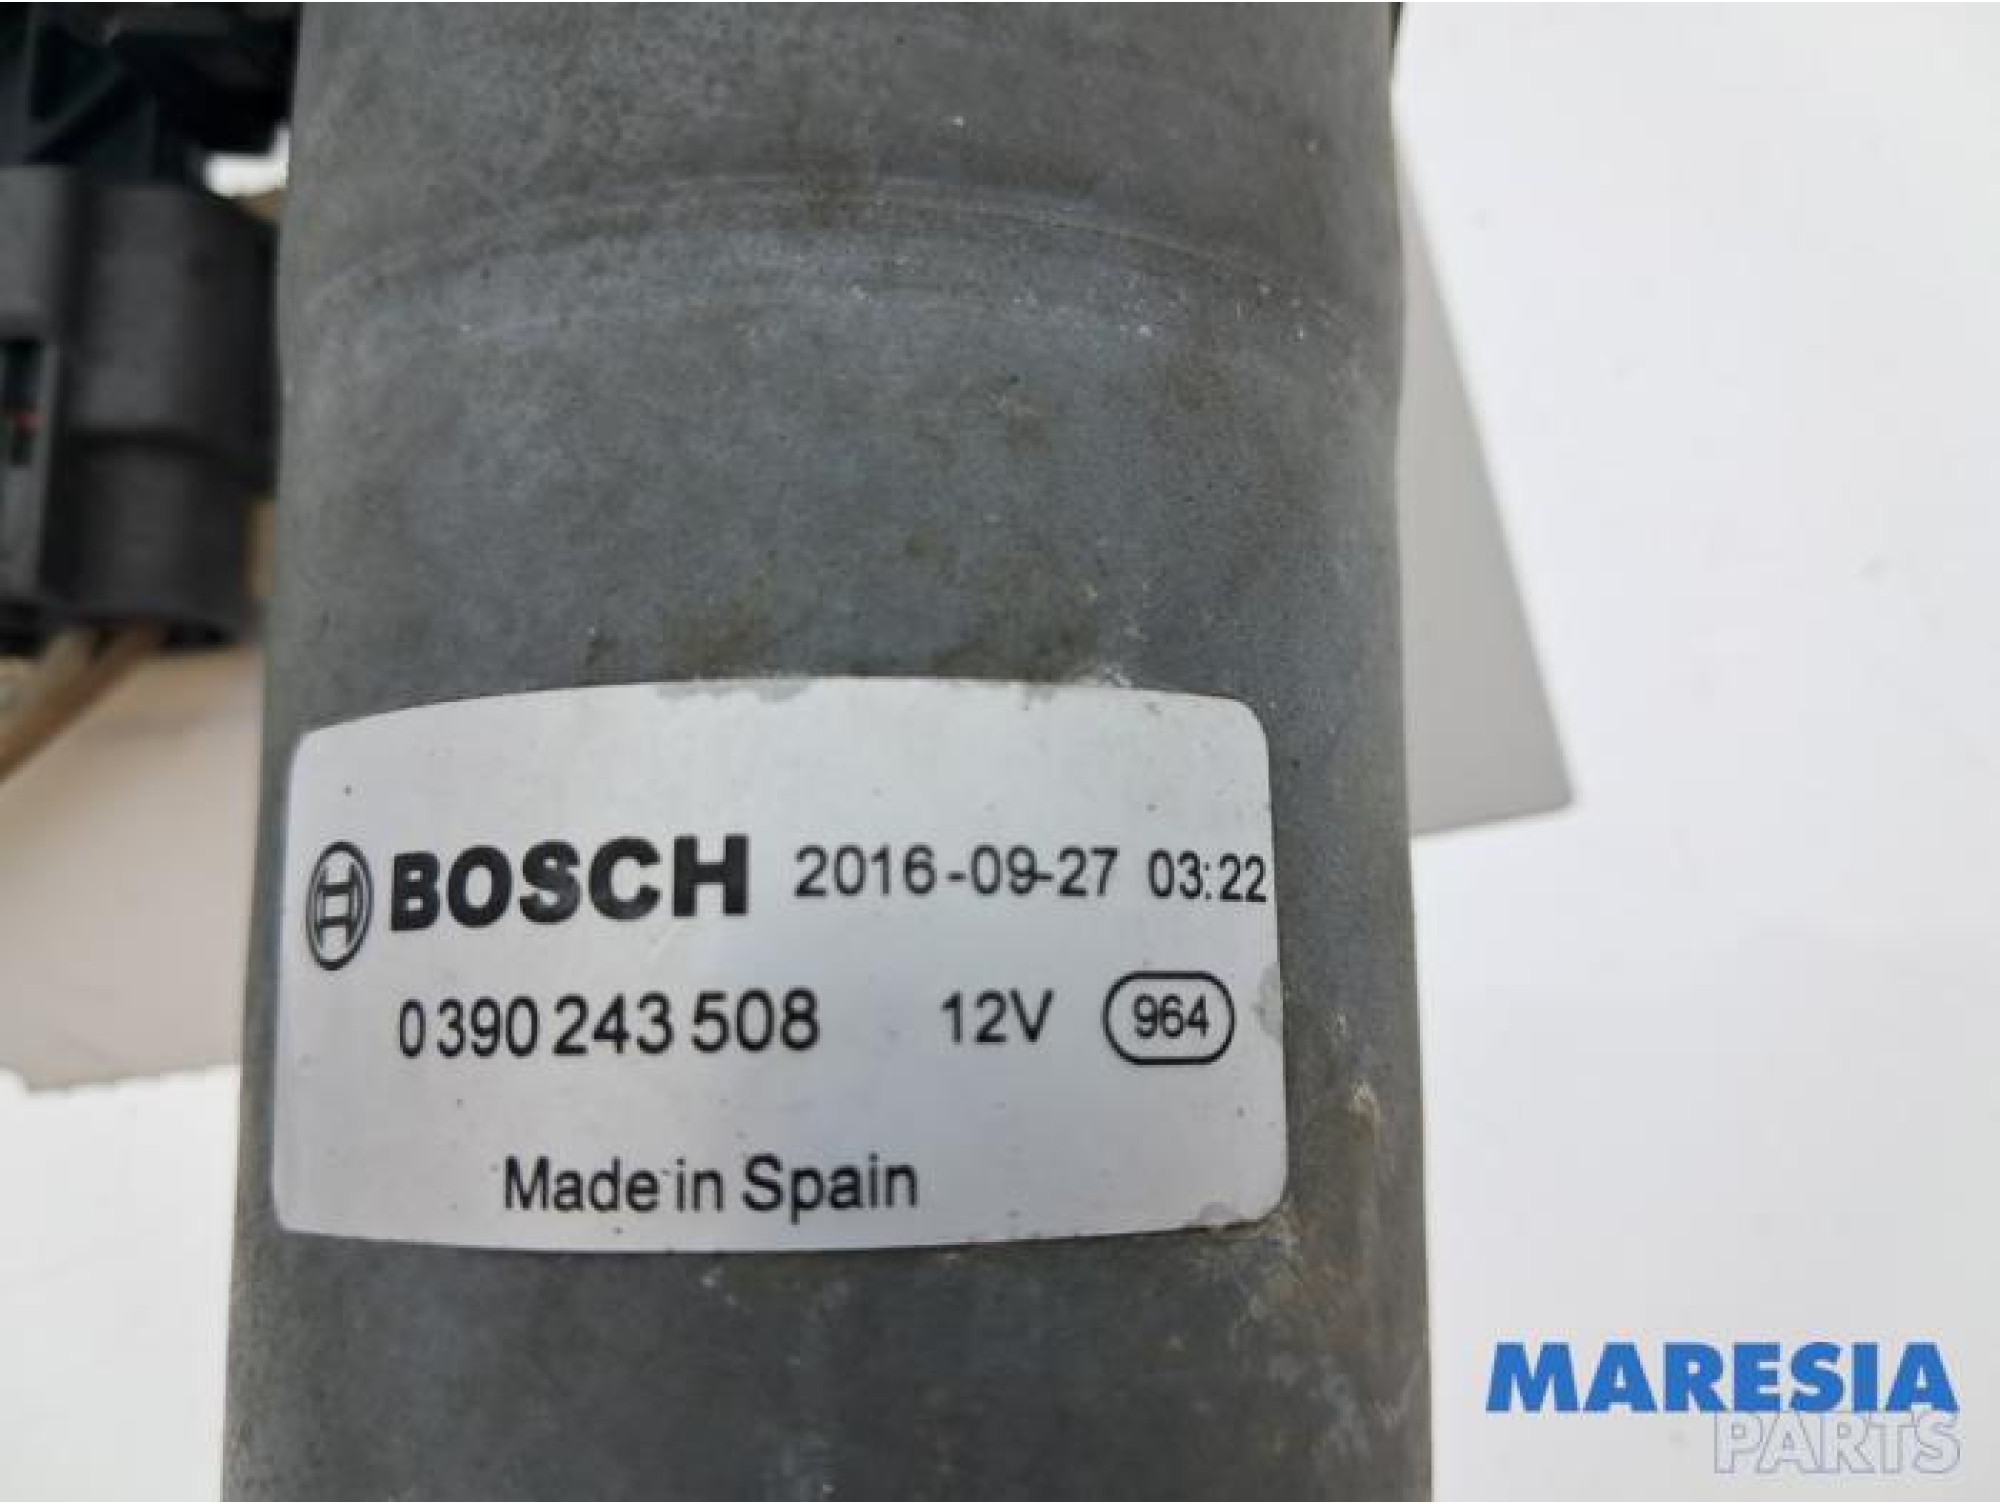 BOSCH 2016-09-27 03:22
0 390 243 508 12V 964
Made in Spain
MARESIA
PARTS